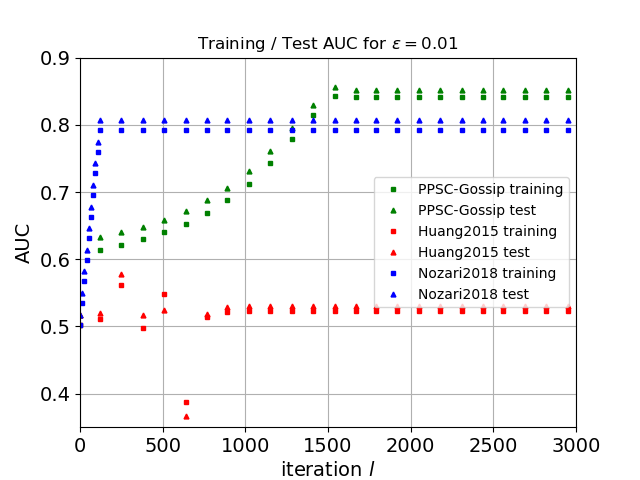 Training / Test AUC for ε = 0.01
0.9
0.8
0.7
0.6
0.5
0.4
AUC
PPSC-Gossip training
PPSC-Gossip test
Huang2015 training
Huang2015 test
Nozari2018 training
Nozari2018 test
0 500 1000 1500 2000 2500 3000
iteration l